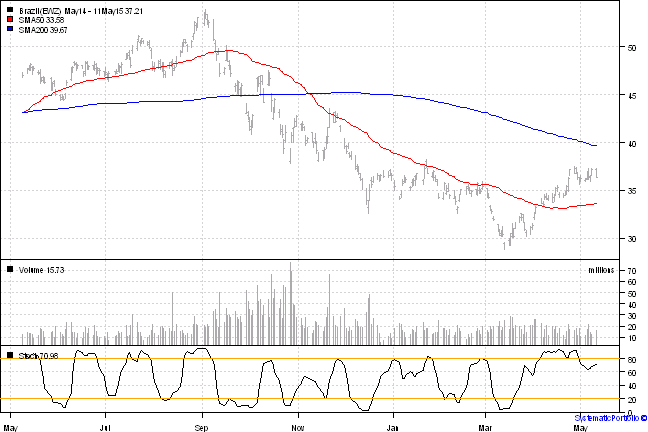 Brazil(EWZ) May14 - 11May15 37.21
SMA50 33.58
SMA200 39.67
50
45
40
35
30
Volume 15.73
millions
70
60
50
40
30
20
10
Stoch 70.98
80
60
40
20
0
May Jul Sep Nov Jan Mar May
SystematicPortfolio ©